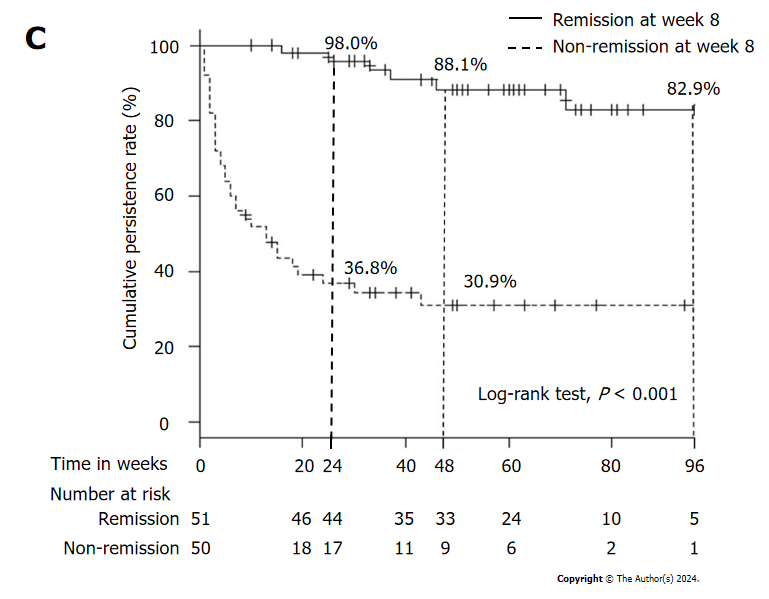 C
Remission at week 8
Non-remission at week 8
Cumulative persistence rate (%)
100
80
60
40
20
0
98.0%
88.1%
82.9%
36.8%
30.9%
Log-rank test, P < 0.001
Time in weeks 0 20 24 40 48 60 80 96
Number at risk
Remission 51 46 44 35 33 24 10 5
Non-remission 50 18 17 11 9 6 2 1
Copyright © The Author(s) 2024.